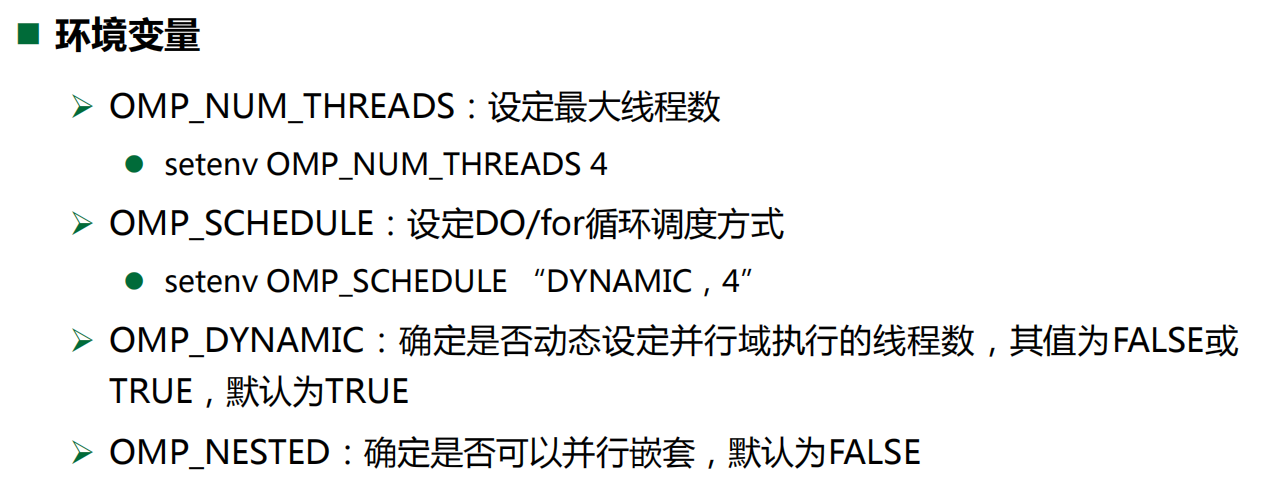 环境变量
OMP_NUM_THREADS：设定最大线程数
setenv OMP_NUM_THREADS 4
OMP_SCHEDULE：设定DO/for循环调度方式
setenv OMP_SCHEDULE “DYNAMIC，4”
OMP_DYNAMIC：确定是否动态设定并行域执行的线程数，其值为FALSE或
TRUE，默认为TRUE
OMP_NESTED：确定是否可以并行嵌套，默认为FALSE